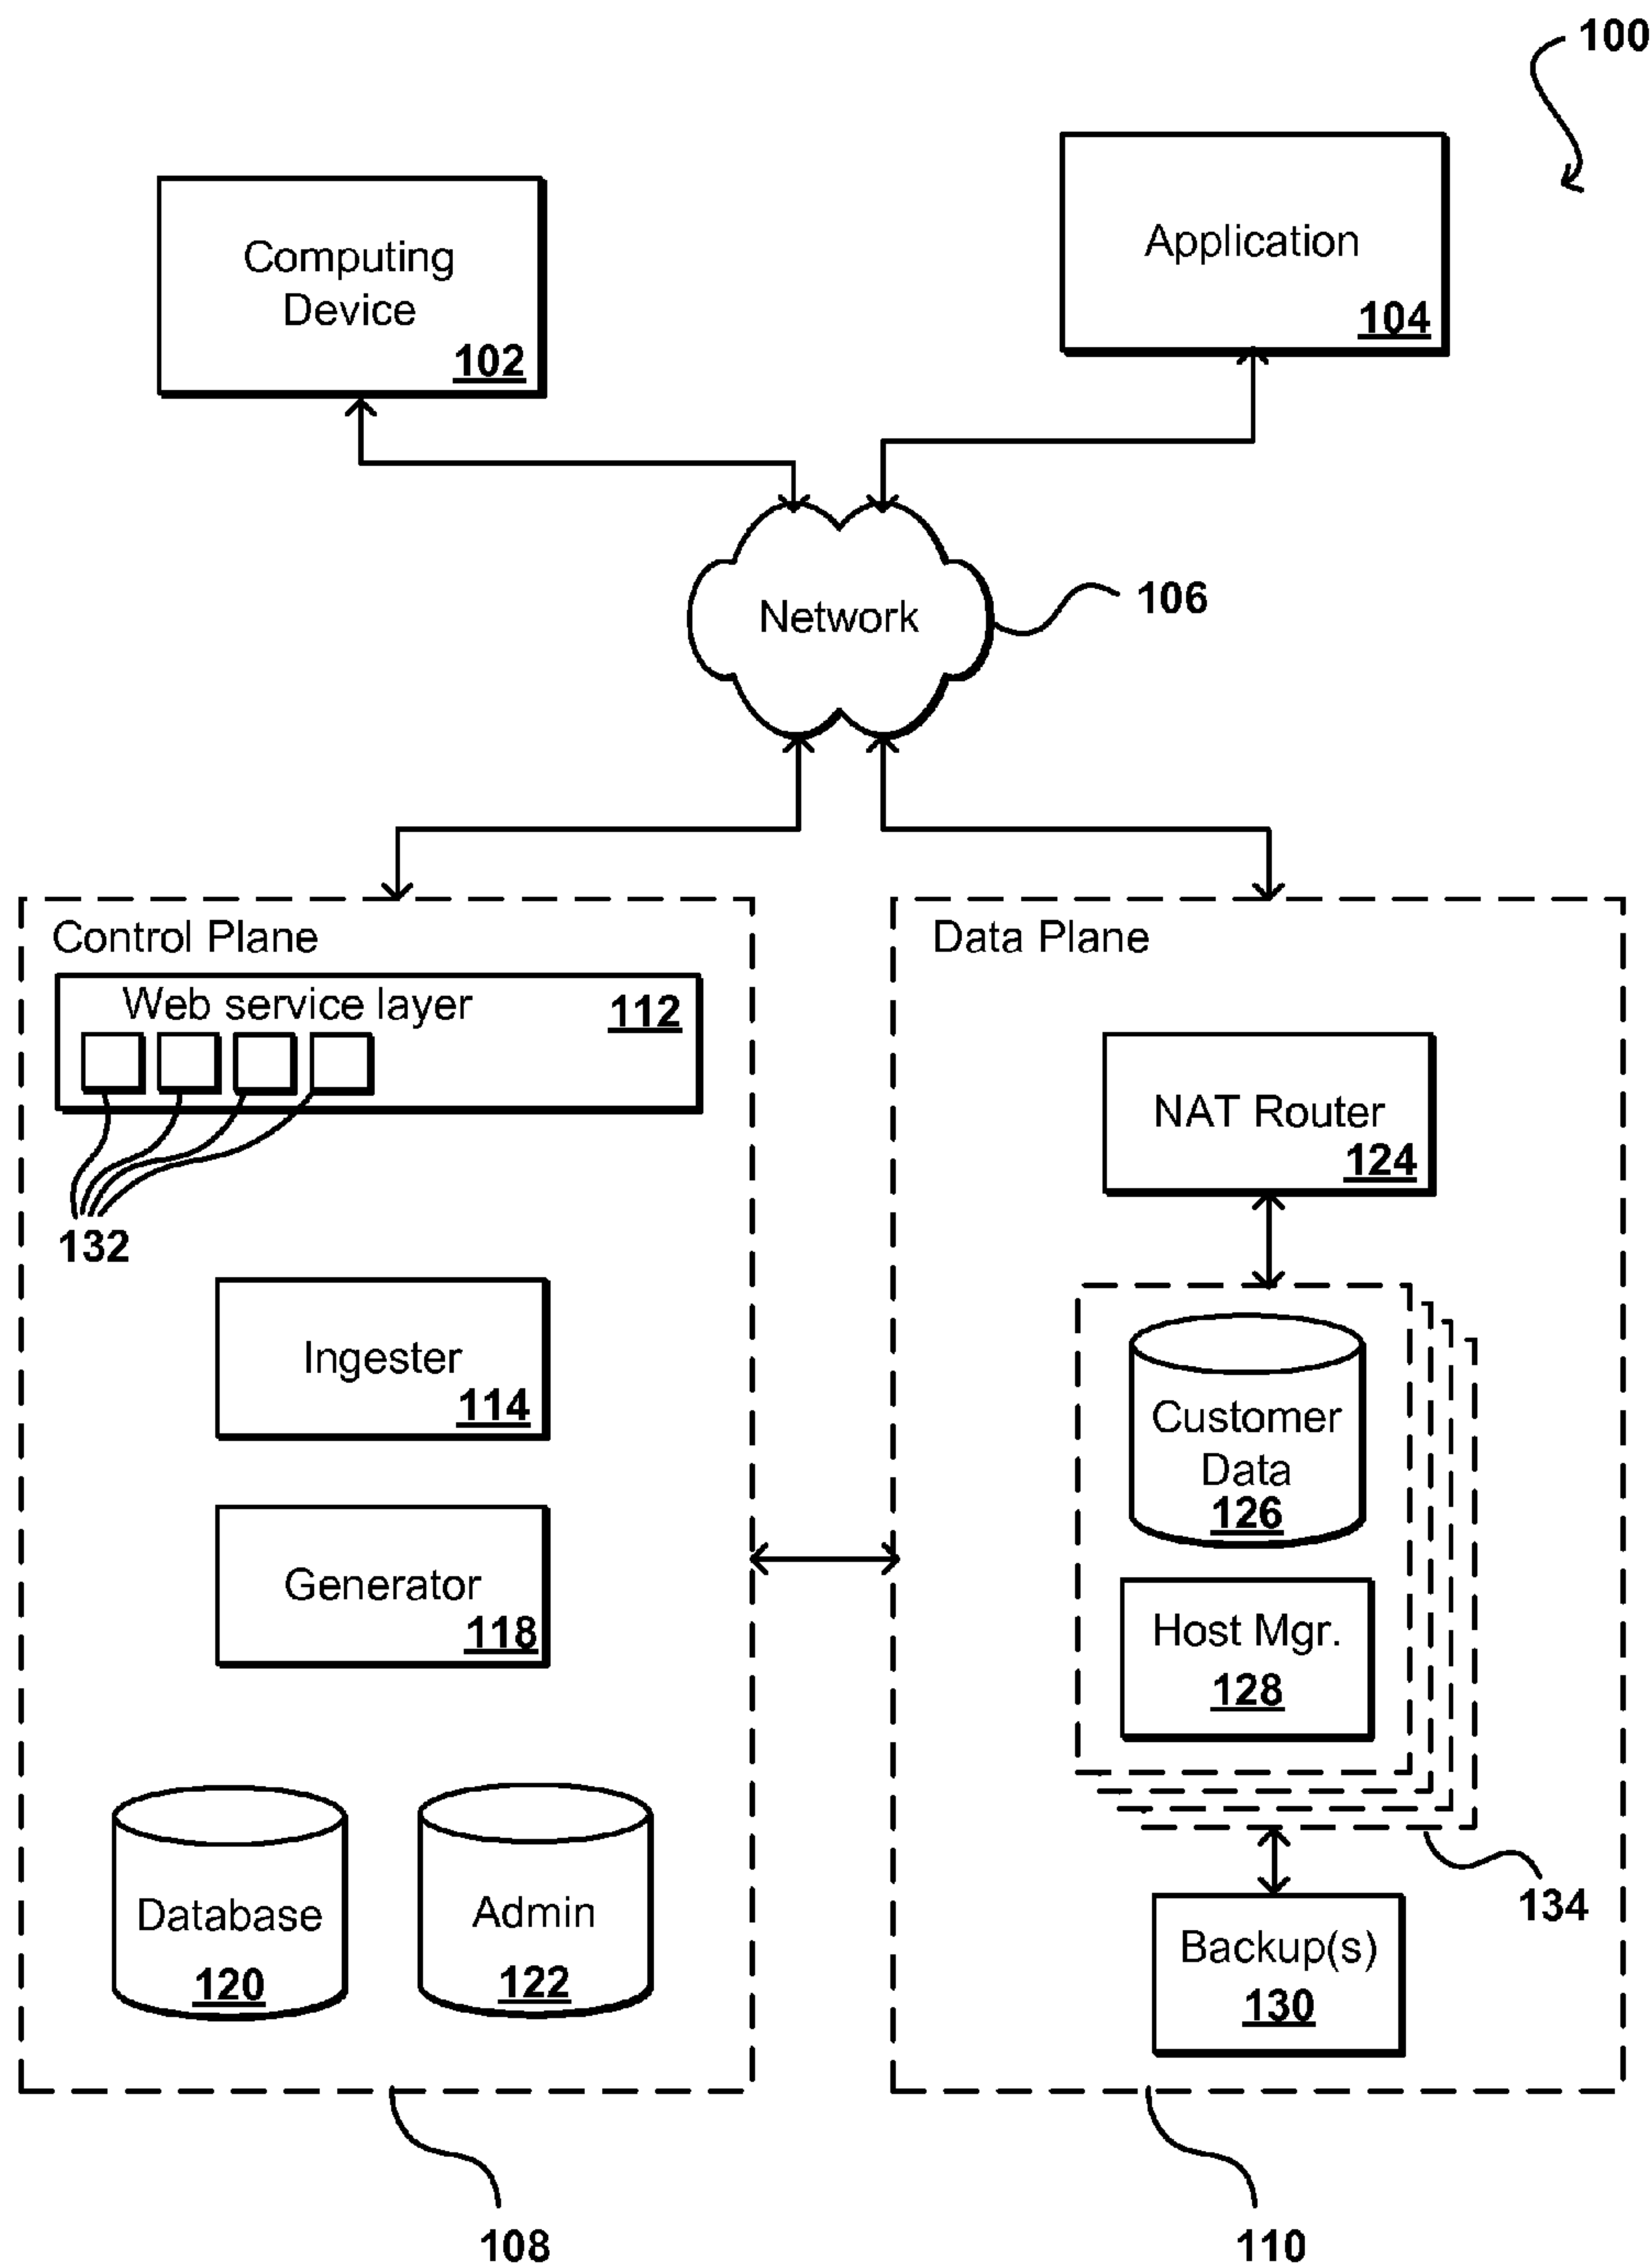 100
Computing
Device
102
Application
104
Network
106
Control Plane
Web service layer
112
132
Ingester
114
Generator
118
Database
120
Admin
122
108
Data Plane
NAT Router
124
Customer
Data
126
Host Mgr.
128
134
Backup(s)
130
110